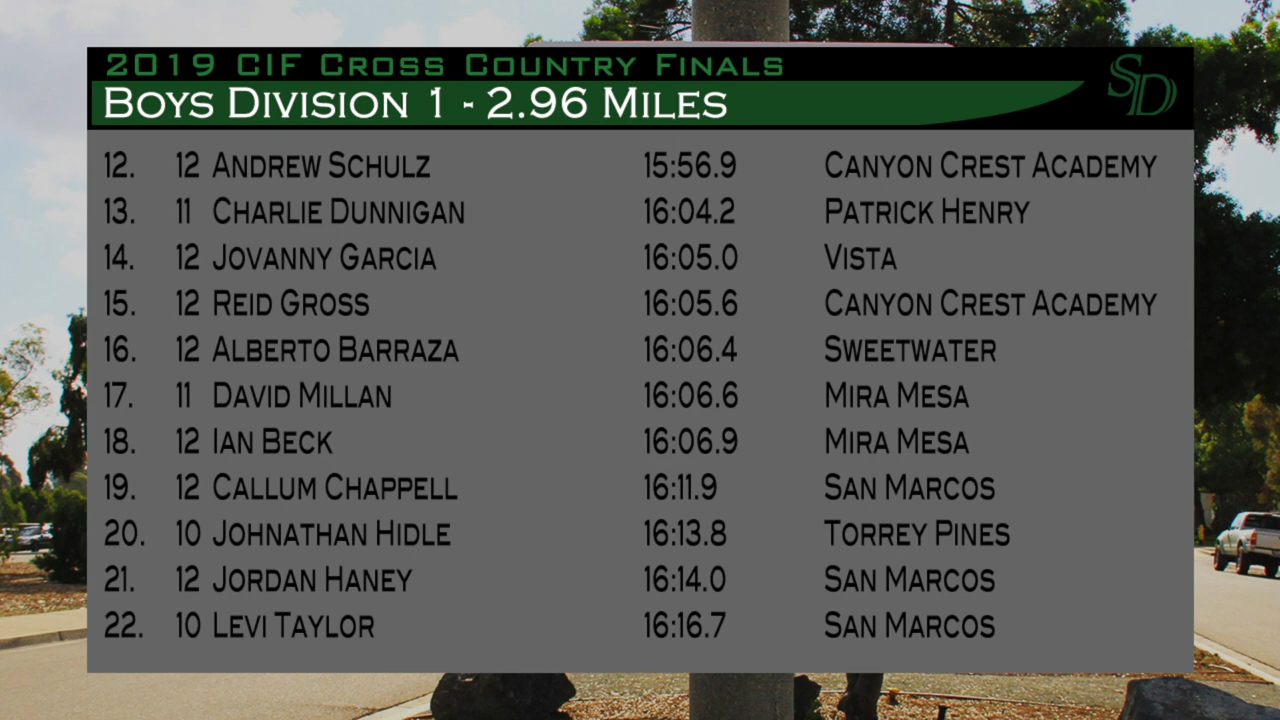 2019 CIF CROSS COUNTRY FINALS
BOYS DIVISION 1 - 2.96 MILES
SD
12. 12 ANDREW SCHULZ 15:56.9 CANYON CREST ACADEMY
13. 11 CHARLIE DUNNIGAN 16:04.2 PATRICK HENRY
14. 12 JOVANNY GARCIA 16:05.0 VISTA
15. 12 REID GROSS 16:05.6 CANYON CREST ACADEMY
16. 12 ALBERTO BARRAZA 16:06.4 SWEETWATER
17. 11 DAVID MILLAN 16:06.6 MIRA MESA
18. 12 IAN BECK 16:06.9 MIRA MESA
19. 12 CALLUM CHAPPELL 16:11.9 SAN MARCOS
20. 10 JOHNATHAN HIDLE 16:13.8 TORREY PINES
21. 12 JORDAN HANEY 16:14.0 SAN MARCOS
22. 10 LEVI TAYLOR 16:16.7 SAN MARCOS